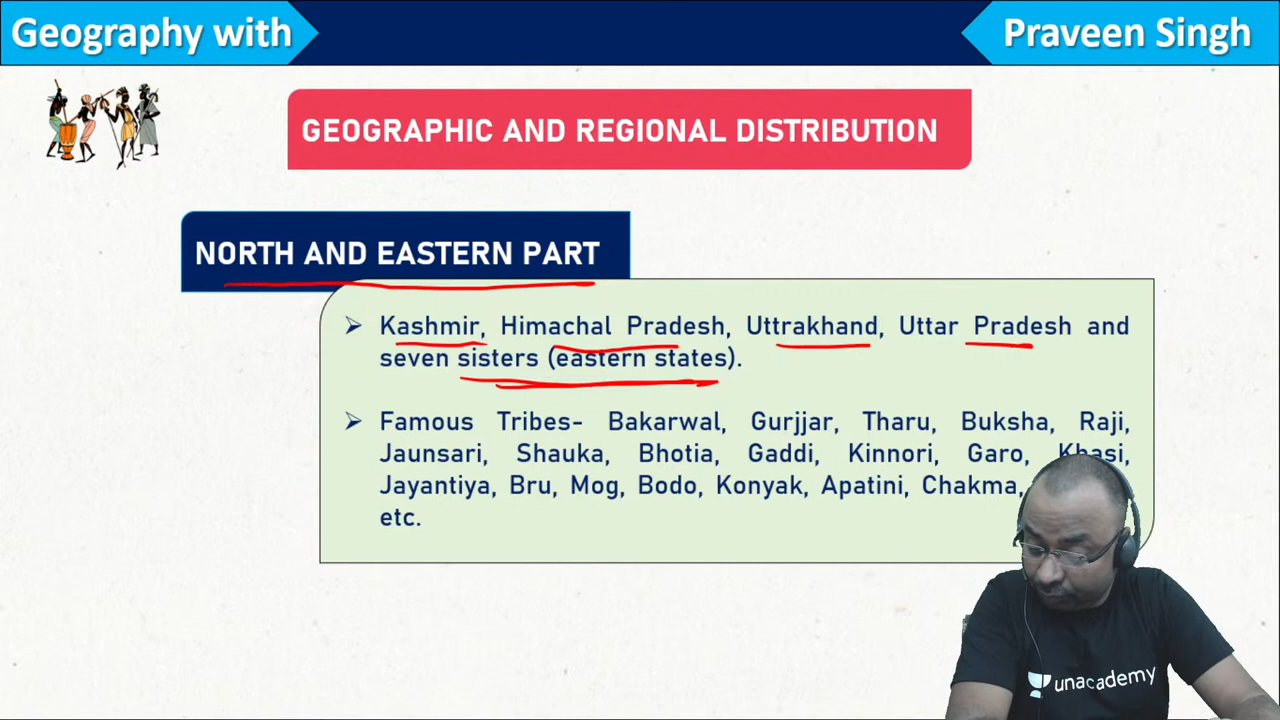 Geography with
Praveen Singh
GEOGRAPHIC AND REGIONAL DISTRIBUTION
NORTH AND EASTERN PART
Kashmir, Himachal Pradesh, Uttrakhand, Uttar Pradesh and
seven sisters (eastern states).
Famous Tribes- Bakarwal, Gurjjar, Tharu, Buksha, Raji,
Jaunsari, Shauka, Bhotia, Gaddi, Kinnori, Garo, Khasi,
Jayantiya, Bru, Mog, Bodo, Konyak, Apatini, Chakma,
etc.
unacademy